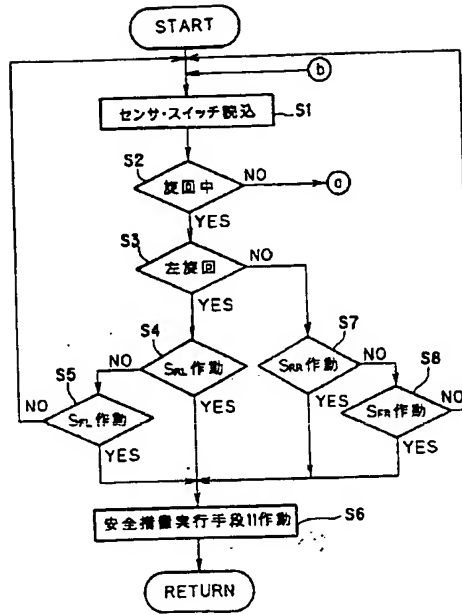 START
b
センサ・スイッチ読込 S1
S2
旋回中 NO a
YES
S3
左旋回 NO
YES
S4 S7
NO SRL作動 SRR作動 NO S8
S5
NO SFL作動 YES YES SFR作動 NO
YES YES
安全措置実行手段11作動 S6
RETURN